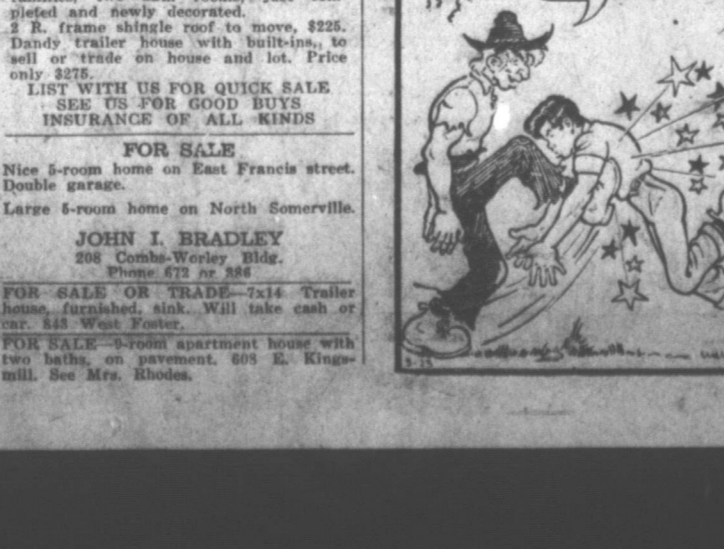 pleted and newly decorated.
2 R. frame shingle roof to move, $225.
Dandy trailer house with built-ins, to
sell or trade on house and lot. Price
only $275.
LIST WITH US FOR QUICK SALE
SEE US FOR GOOD BUYS
INSURANCE OF ALL KINDS
FOR SALE
Nice 5-room home on East Francis street.
Double garage.
Large 5-room home on North Somerville.
JOHN I. BRADLEY
208 Combs-Worley Bldg.
Phone 672 or 386
FOR SALE OR TRADE—7x14 Trailer
house, furnished, sink. Will take cash or
car. 843 West Foster.
FOR SALE—9-room apartment house with
two baths, on pavement. 608 E. Kings-
mill. See Mrs. Rhodes.
3-25